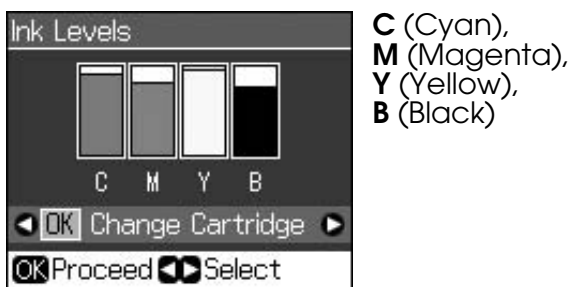 Ink Levels
C M Y B
OK Change Cartridge
OK Proceed Select
C (Cyan),
M (Magenta),
Y (Yellow),
B (Black)